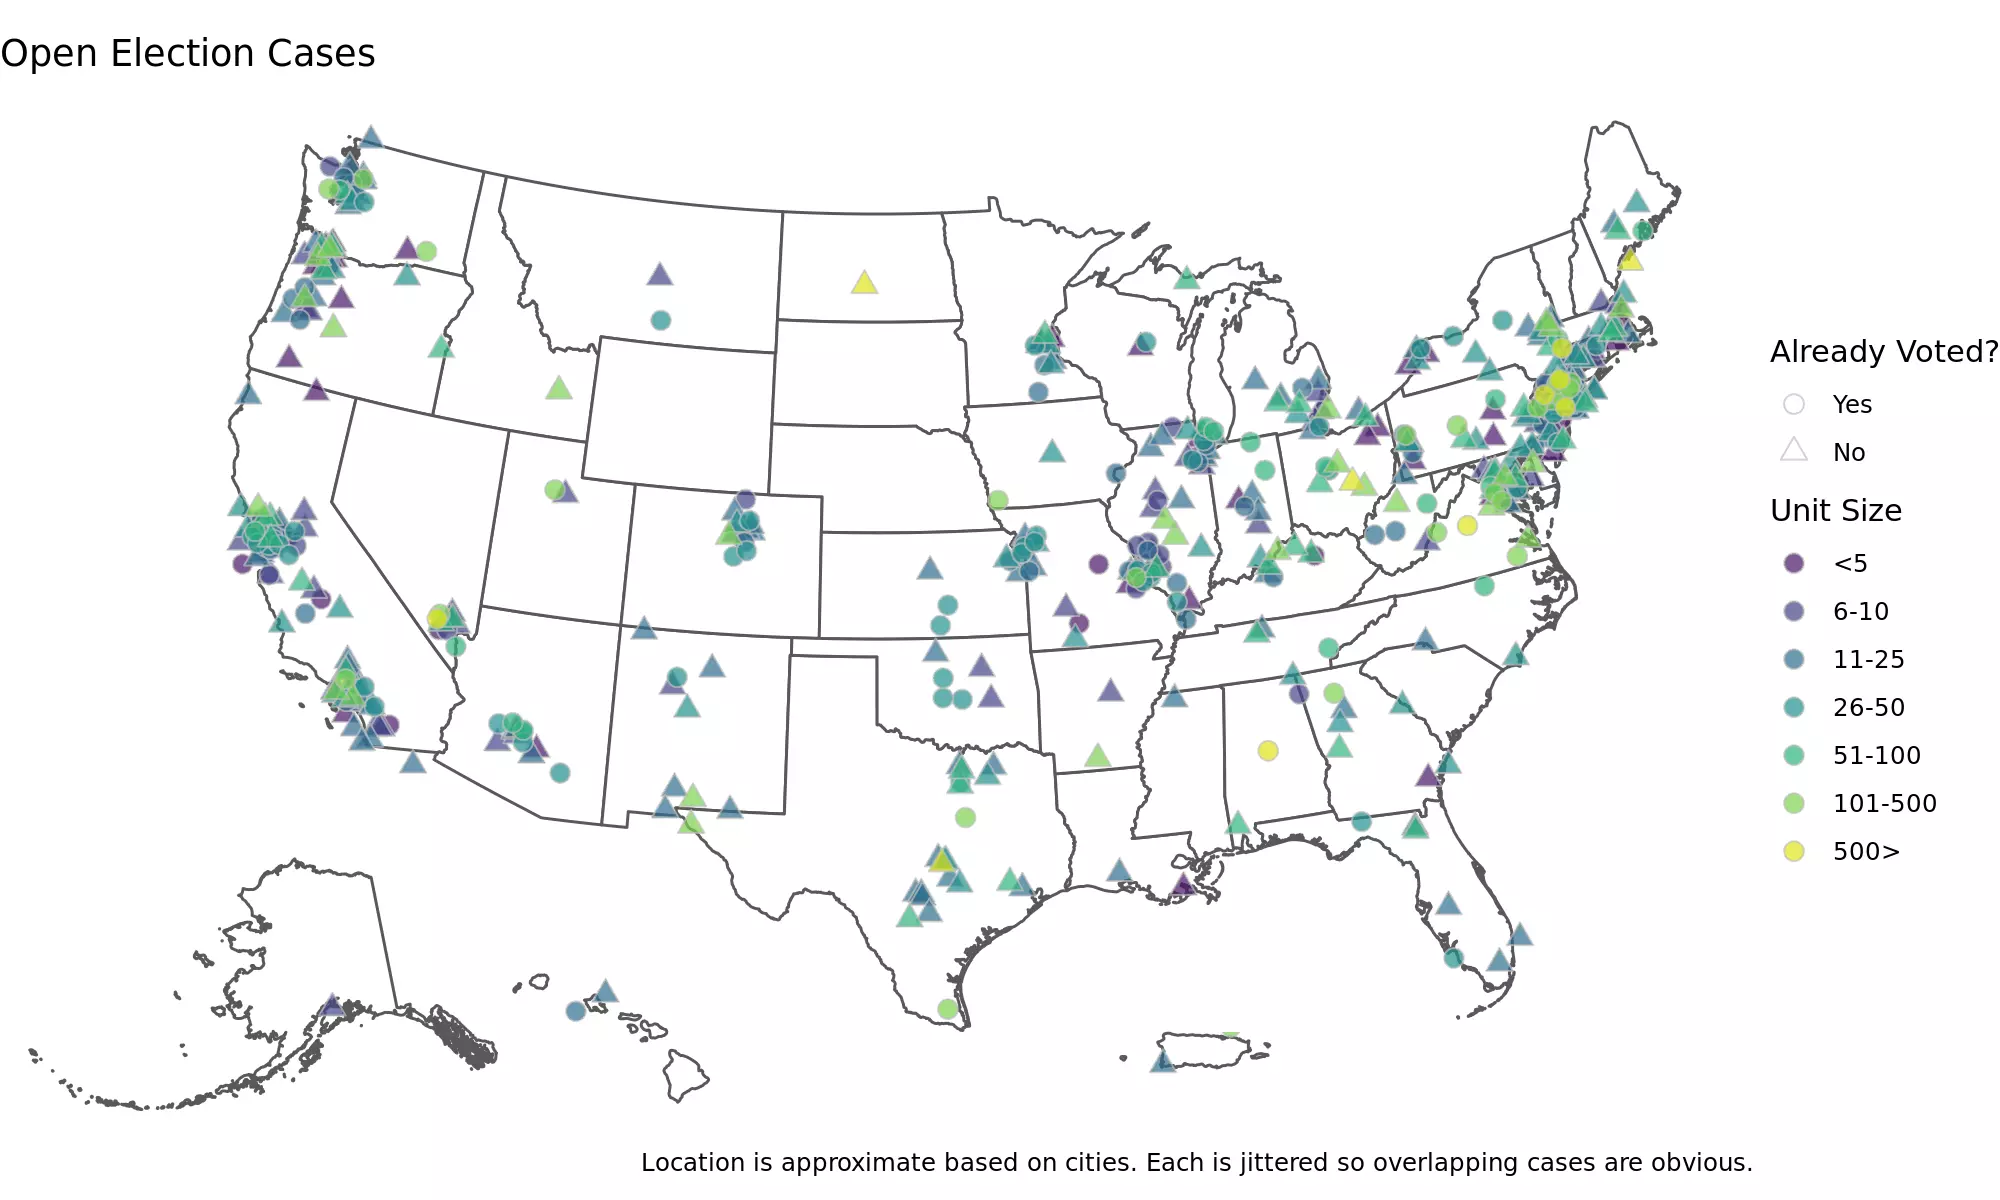 Open Election Cases
Already Voted?
Yes
No
Unit Size
<5
6-10
11-25
26-50
51-100
101-500
500>
Location is approximate based on cities. Each is jittered so overlapping cases are obvious.